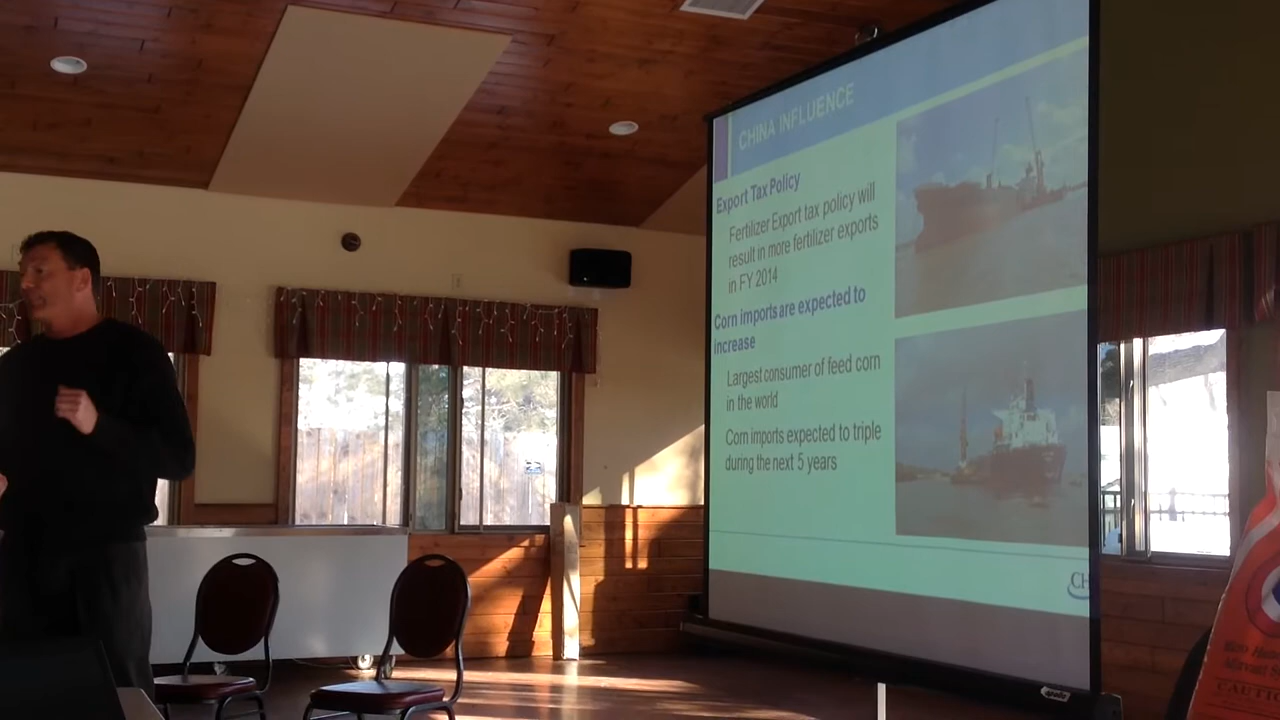 CHINA INFLUENCE
Export Tax Policy
Fertilizer Export tax policy will
result in more fertilizer exports
in FY 2014
Corn imports are expected to
increase
Largest consumer of feed corn
in the world
Corn imports expected to triple
during the next 5 years
CH
CAUTI